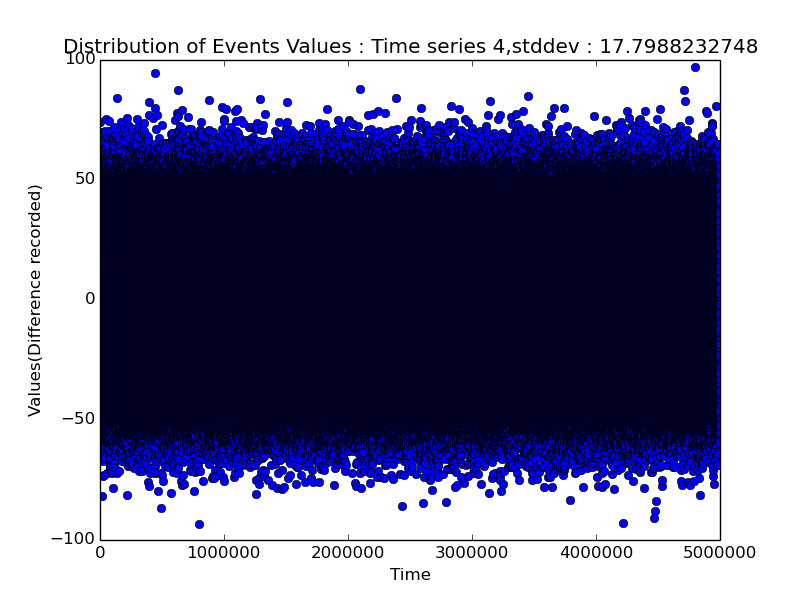 Distribution of Events Values : Time series 4,stddev : 17.7988232748
100
50
0
−50
−100
Values(Difference recorded)
0 1000000 2000000 3000000 4000000 5000000
Time